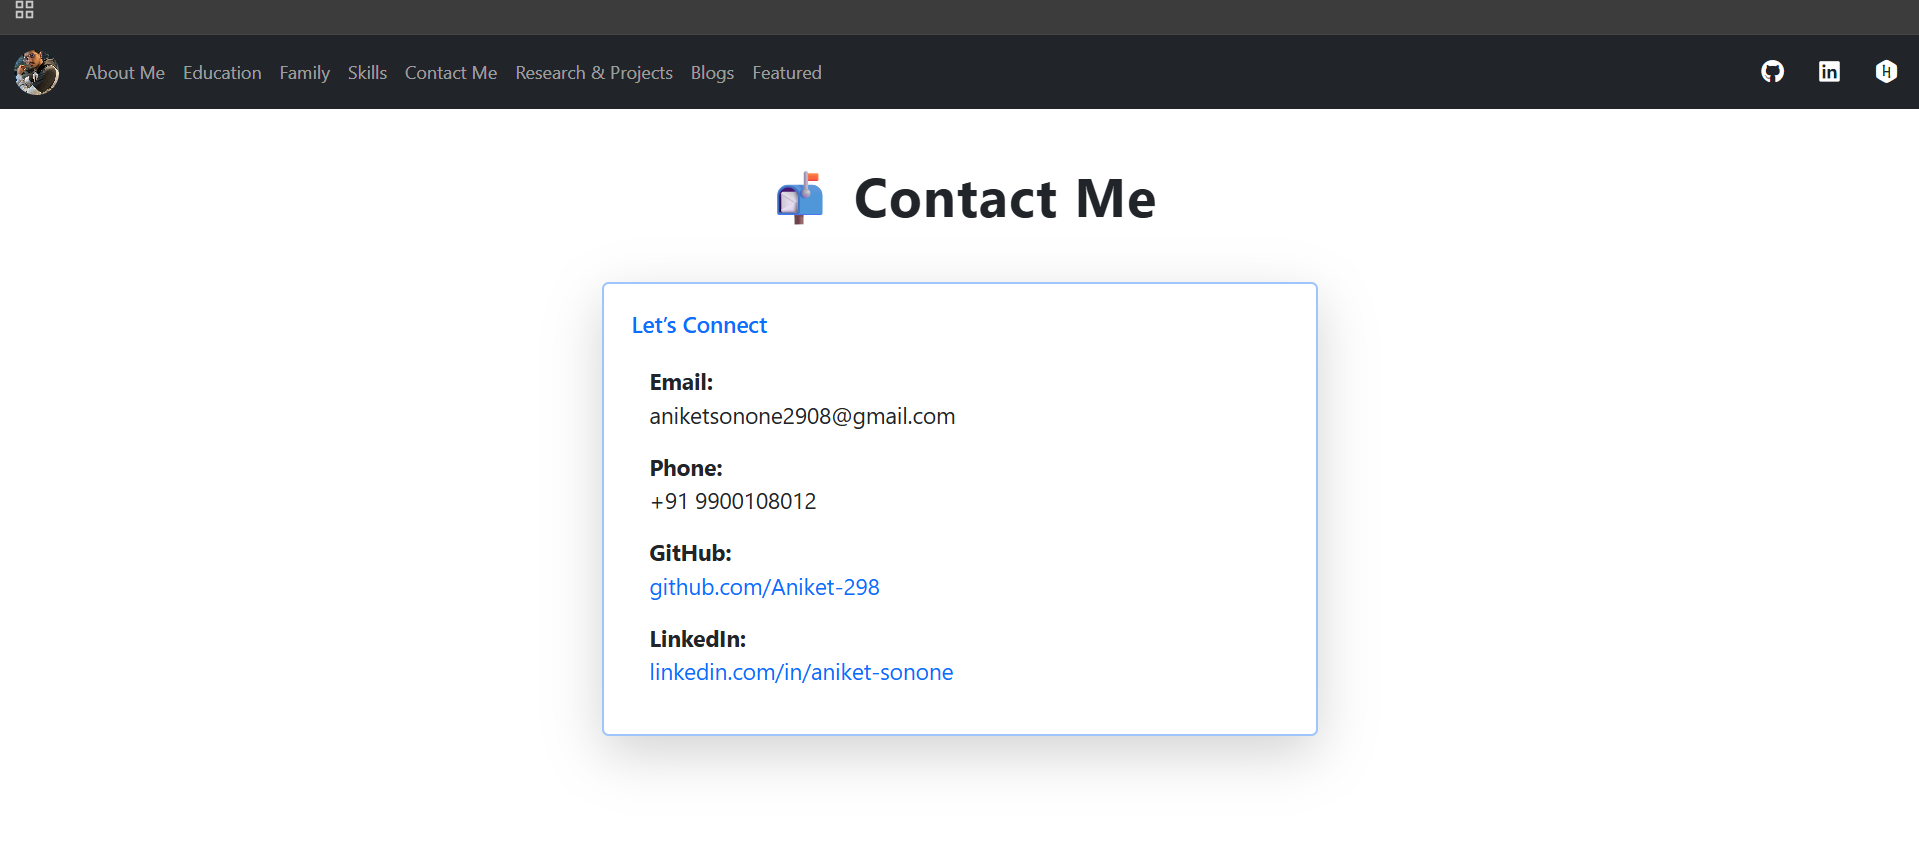 About Me Education Family Skills Contact Me Research & Projects Blogs Featured
Contact Me
Let’s Connect
Email:
aniketsonone2908@gmail.com
Phone:
+91 9900108012
GitHub:
github.com/Aniket-298
LinkedIn:
linkedin.com/in/aniket-sonone